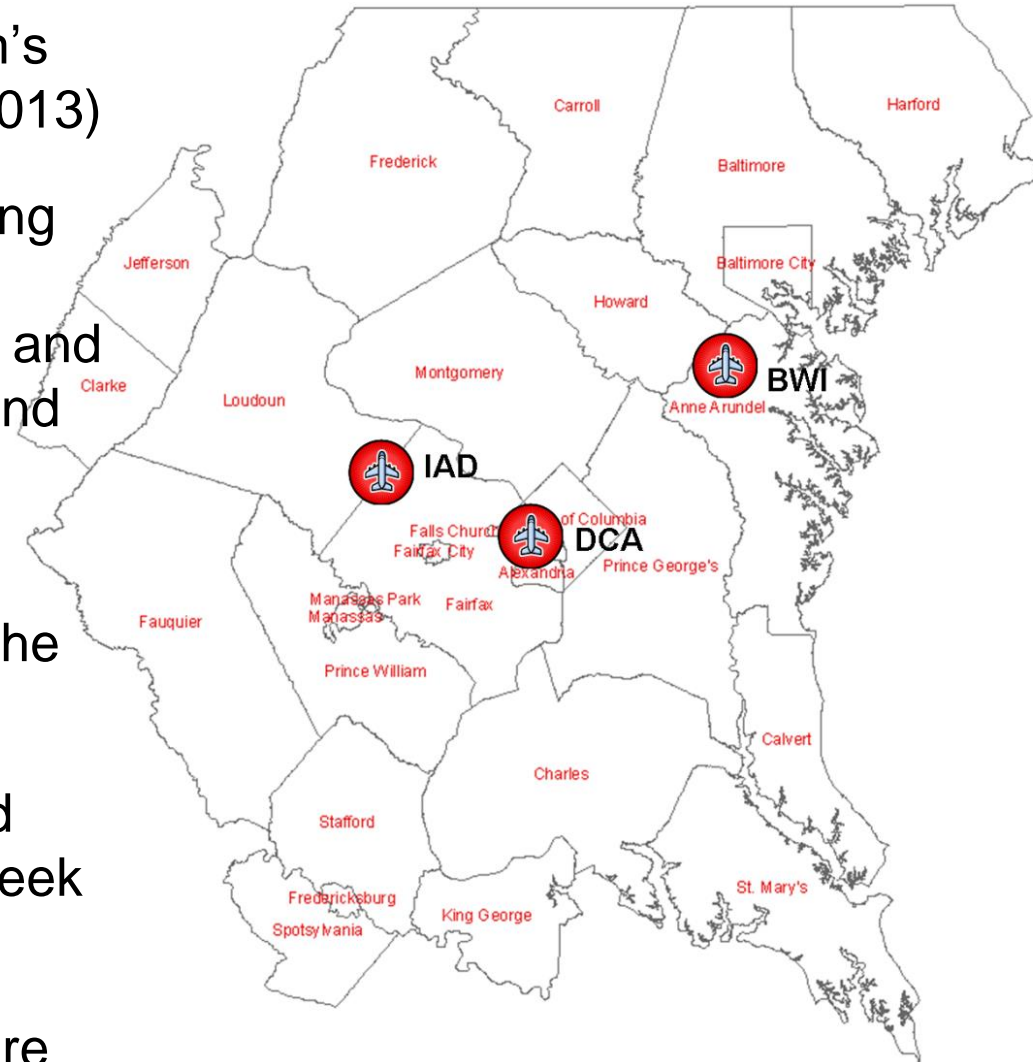 n’s
013)
ng
and
nd
he
d
eek
re
Carroll
Harford
Frederick
Baltimore
Jefferson
Baltimore City
Howard
Clarke
Montgomery
Loudoun
BWI
Anne Arundel
IAD
of Columbia
Falls Church
DCA
Fairfax City
Prince George's
Alexandria
Manassas Park
Fairfax
Manassas
Fauquier
Prince William
Calvert
Charles
Stafford
St. Mary's
Fredericksburg
King George
Spotsylvania